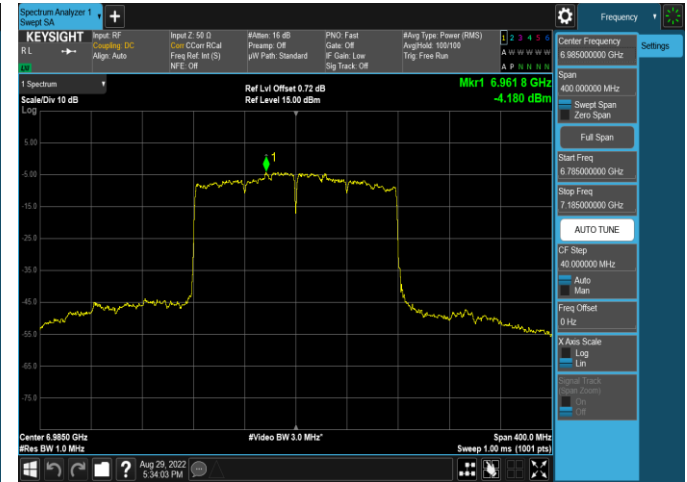 Spectrum Analyzer 1
Swept SA
Frequency
KEYSIGHT
R L
Input: RF
Coupling: DC
Align: Auto
Input Z: 50 Ω
Corr CCorr RCal
Freq Ref: Int (S)
NFE: Off
#Atten: 16 dB
Preamp: Off
µW Path: Standard
PNO: Fast
Gate: Off
IF Gain: Low
Sig Track: Off
#Avg Type: Power (RMS)
Avg|Hold: 100/100
Trig: Free Run
1 2 3 4 5 6
A W W W W W
A P N N N N
1 Spectrum
Scale/Div 10 dB
Log
Ref Lvl Offset 0.72 dB
Ref Level 15.00 dBm
Mkr1 6.961 8 GHz
-4.180 dBm
5.00
-5.00
-15.0
-25.0
-35.0
-45.0
-55.0
-65.0
-75.0
1
Center 6.9850 GHz
#Res BW 1.0 MHz
#Video BW 3.0 MHz*
Span 400.0 MHz
Sweep 1.00 ms (1001 pts)
Aug 29, 2022
5:34:03 PM
Center Frequency
6.985000000 GHz
Settings
Span
400.000000 MHz
Swept Span
Zero Span
Full Span
Start Freq
6.785000000 GHz
Stop Freq
7.185000000 GHz
AUTO TUNE
CF Step
40.000000 MHz
Auto
Man
Freq Offset
0 Hz
X Axis Scale
Log
Lin
Signal Track
(Span Zoom)
On
Off